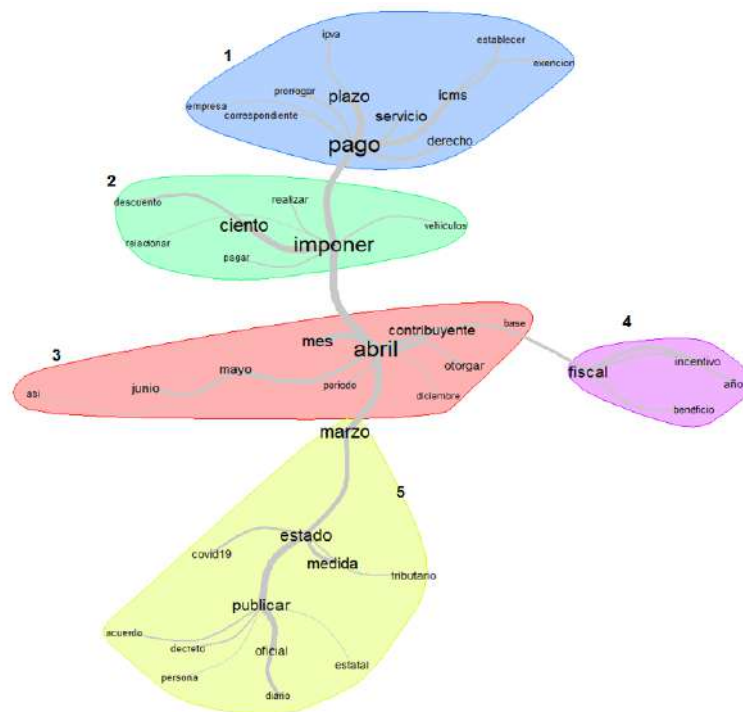 1
ipva
establecer
exencion
plazo
icms
prorrogar
empresa
correspondiente
servicio
pago
derecho
2
descuento
realizar
ciento
vehiculos
relacionar
imponer
pagar
3
mes
contribuyente
base
abril
mayo
otorgar
junio
periodo
asi
diciembre
4
incentivo
fiscal
año
beneficio
marzo
5
estado
covid19
medida
tributario
publicar
acuerdo
decreto
oficial
estatal
persona
diario